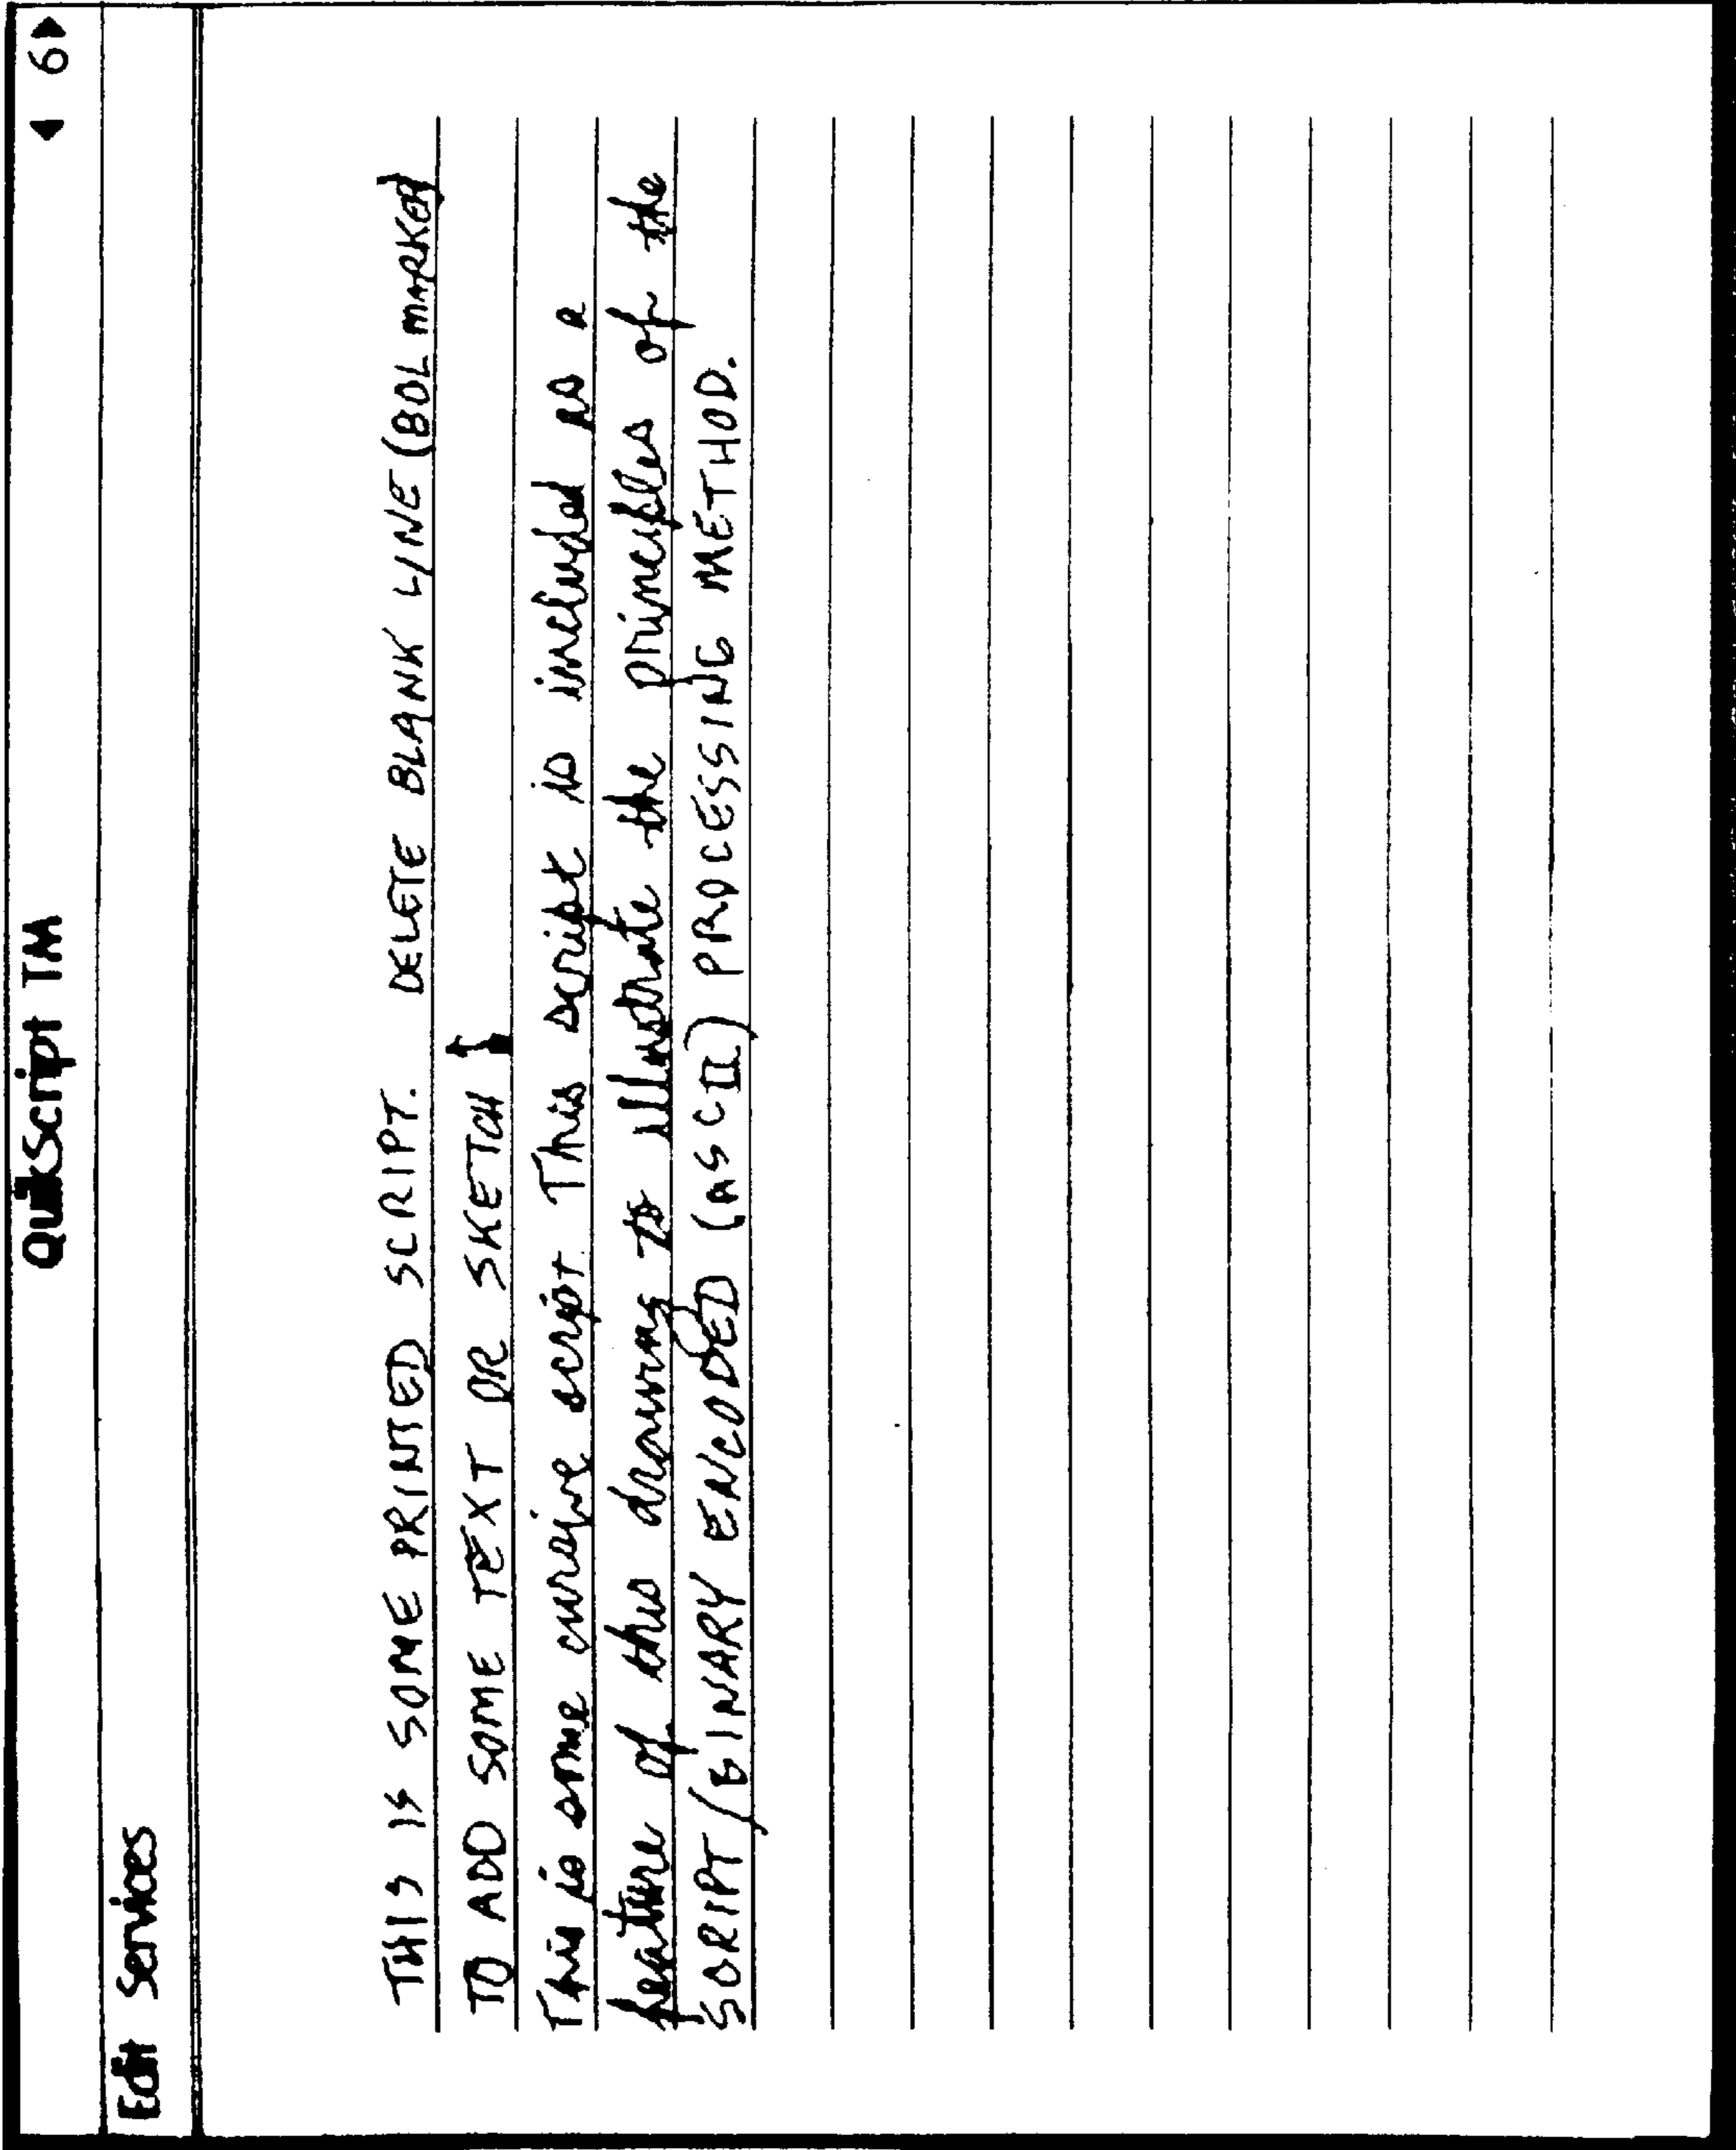 QuikScript TM ◀ 6▶
Edit Services
THIS IS SOME PRINTED SCRIPT. DELETE BLANK LINE (BOL MARKER)
TO ADD SOME TEXT OR SKETCH
This is some cursive script. This script is included as a
feature of this drawing to illustrate the principles of the
SCRIPT/BINARY ENCODED (ASCII) PROCESSING METHOD.